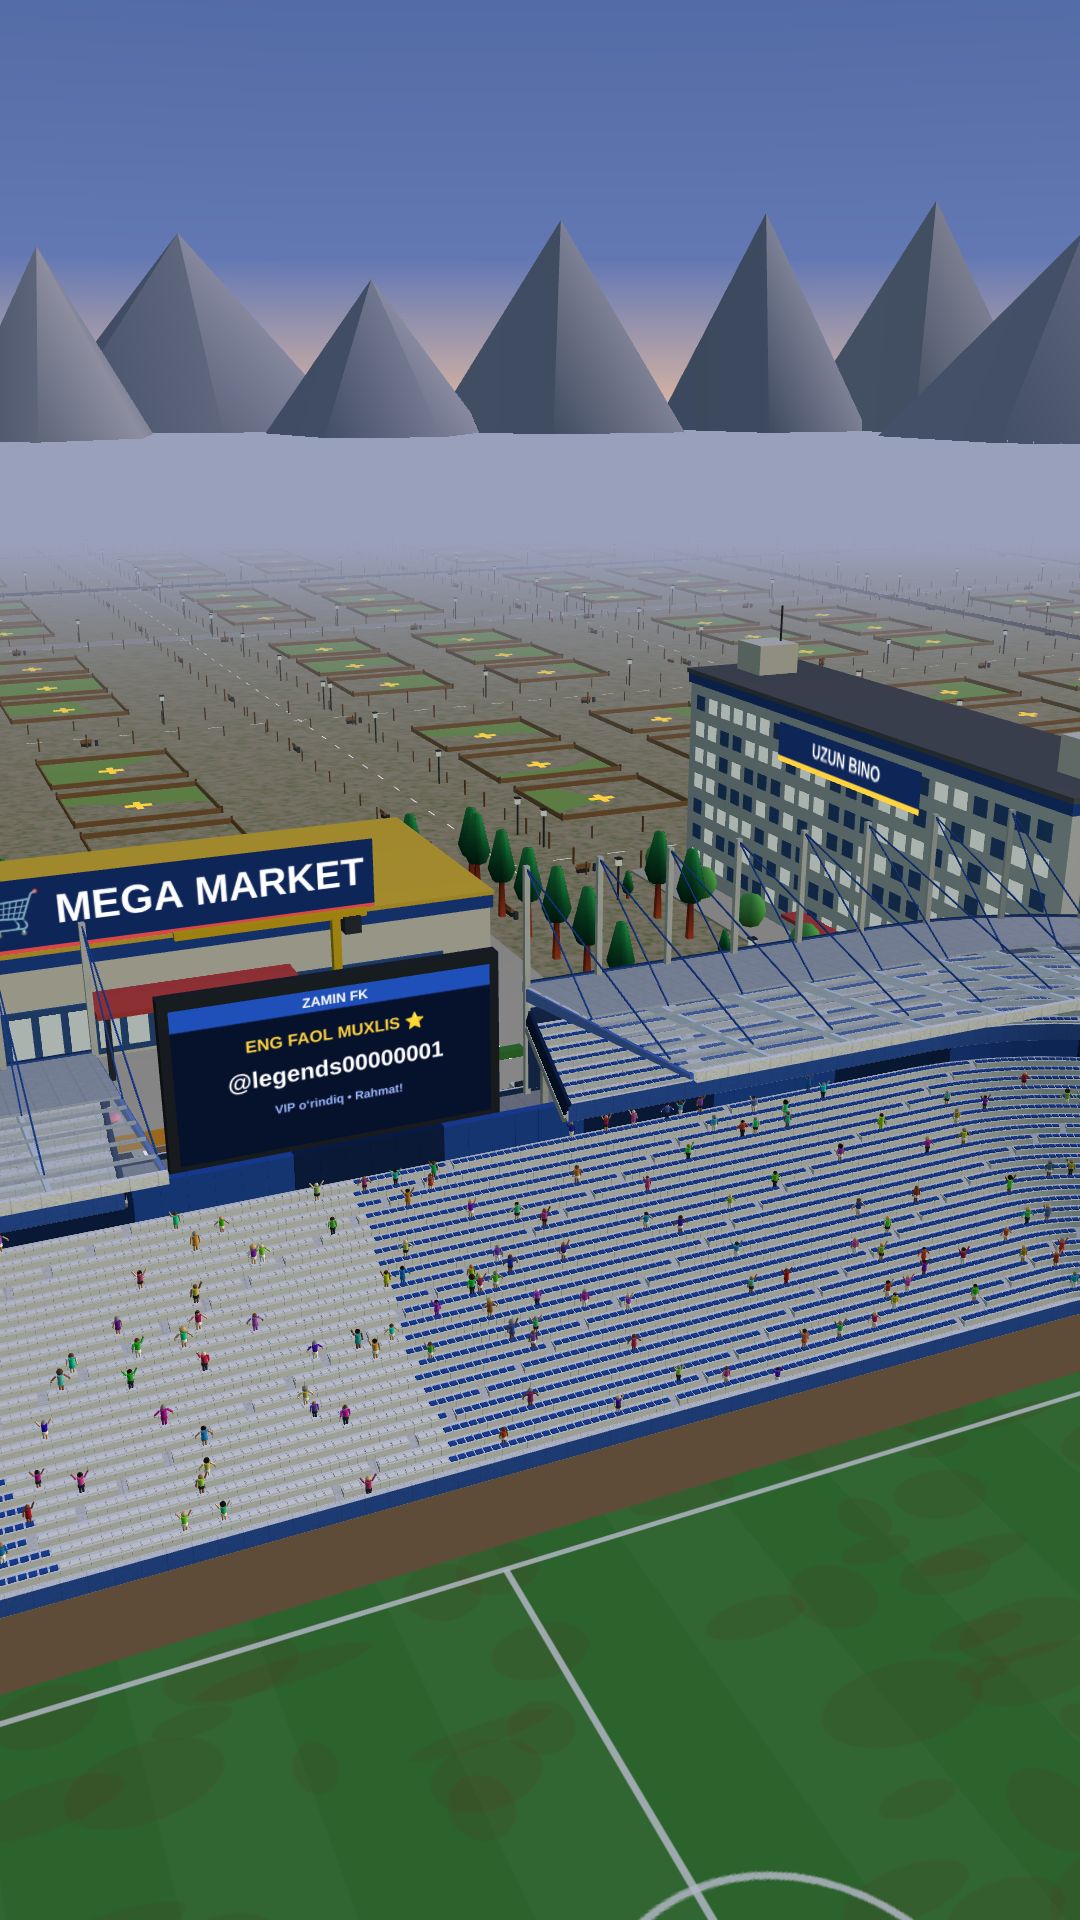 UZUN BINO
MEGA MARKET
ZAMIN FK
ENG FAOL MUXLIS ⭐
@legends00000001
VIP o'rindiq • Rahmat!